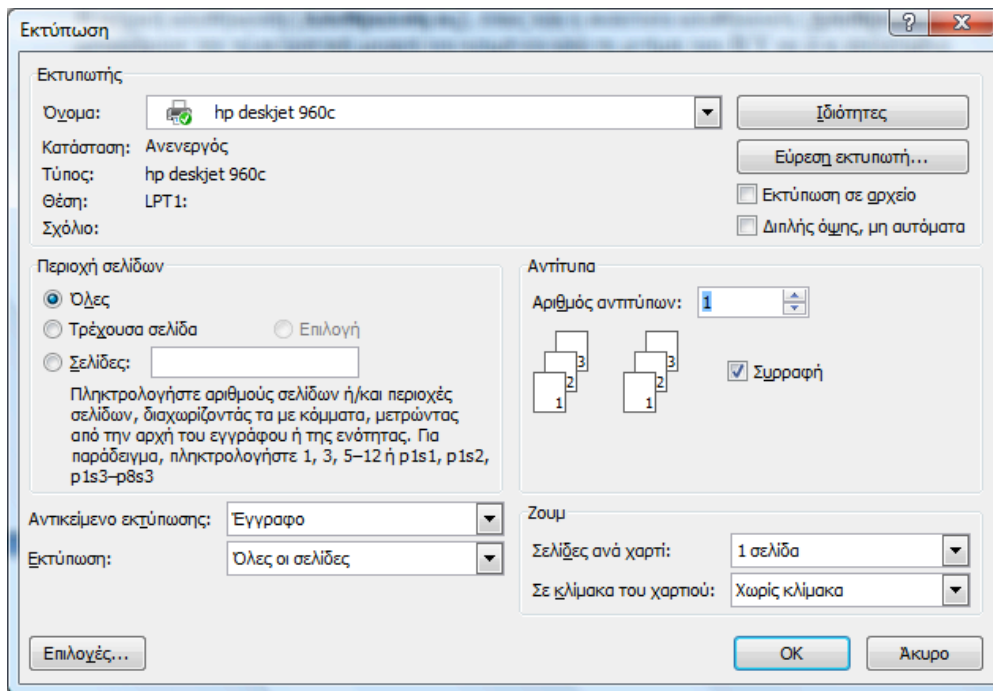 Εκτύπωση
Εκτυπωτής
Όνομα: hp deskjet 960c Ιδιότητες
Κατάσταση: Ανενεργός
Εύρεση εκτυπωτή...
Τύπος: hp deskjet 960c
Θέση: LPT1:
Εκτύπωση σε αρχείο
Σχόλιο:
Διπλής όψης, μη αυτόματα
Περιοχή σελίδων
Όλες
Τρέχουσα σελίδα Επιλογή
Σελίδες:
Πληκτρολογήστε αριθμούς σελίδων ή/και περιοχές
σελίδων, διαχωρίζοντάς τα με κόμματα, μετρώντας
από την αρχή του εγγράφου ή της ενότητας. Για
παράδειγμα, πληκτρολογήστε 1, 3, 5–12 ή p1s1, p1s2,
p1s3–p8s3
Αντίτυπα
Αριθμός αντιτύπων: 1
3 3
2 2
1 1
Συρραφή
Αντικείμενο εκτύπωσης: Έγγραφο
Εκτύπωση: Όλες οι σελίδες
Ζουμ
Σελίδες ανά χαρτί: 1 σελίδα
Σε κλίμακα του χαρτιού: Χωρίς κλίμακα
Επιλογές... OK Άκυρο